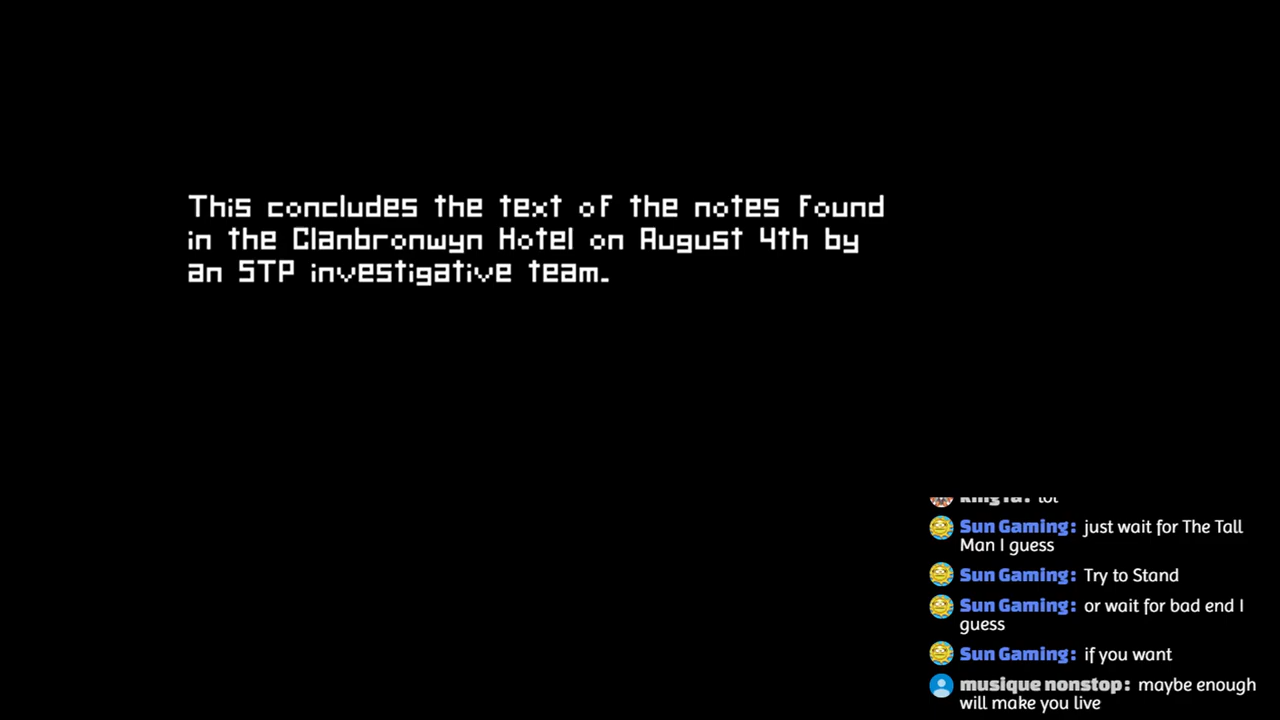 This concludes the text of the notes found
in the Clanbronwyn Hotel on August 4th by
an STP investigative team.
lol
Sun Gaming: just wait for The Tall
Man I guess
Sun Gaming: Try to Stand
Sun Gaming: or wait for bad end I
guess
Sun Gaming: if you want
musique nonstop: maybe enough
will make you live